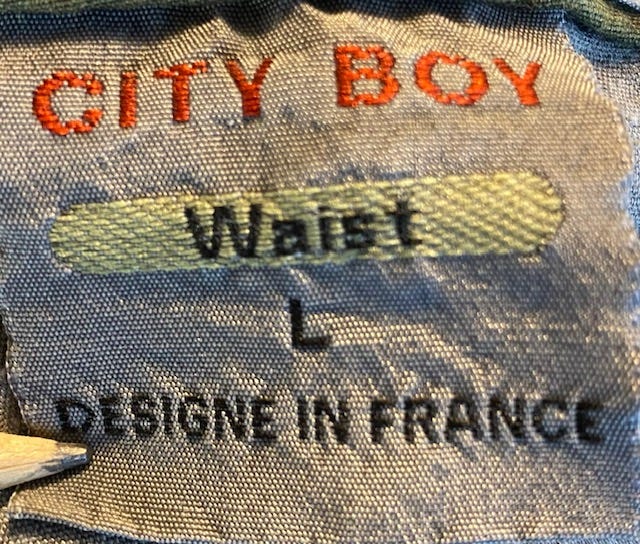 CITY BOY
Waist
L
DESIGNE IN FRANCE